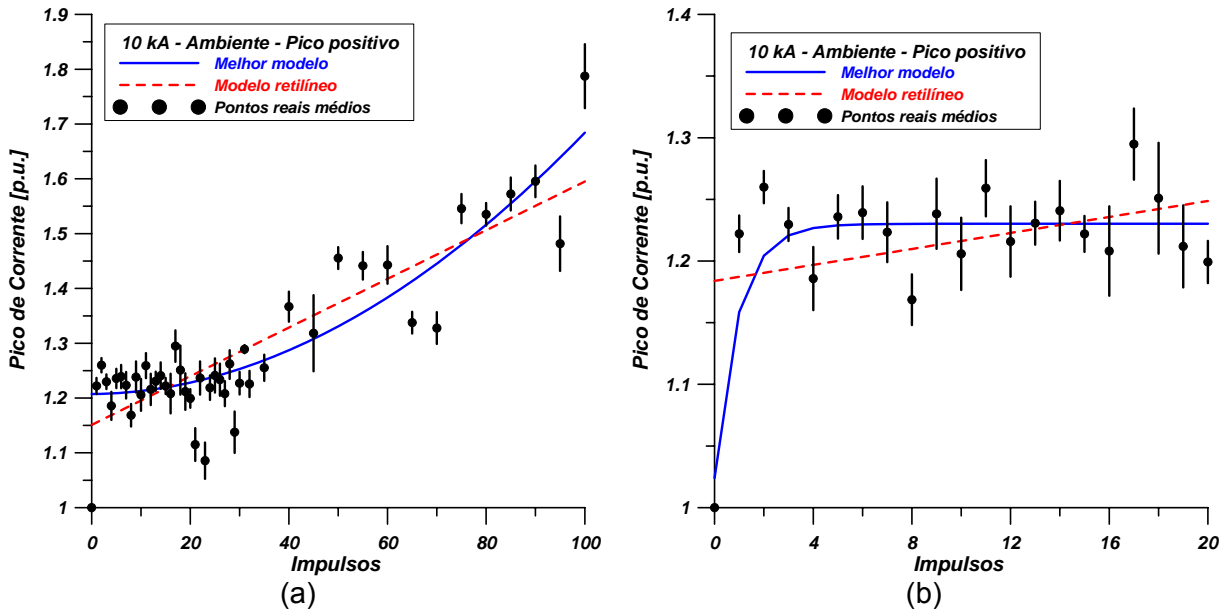 1.9
1.8
1.7
1.6
1.5
1.4
1.3
1.2
1.1
1
Pico de Corrente [p.u.]
10 kA - Ambiente - Pico positivo
Melhor modelo
Modelo retilíneo
Pontos reais médios
0 20 40 60 80 100
Impulsos
(a)
1.4
1.3
1.2
1.1
1
Pico de Corrente [p.u.]
10 kA - Ambiente - Pico positivo
Melhor modelo
Modelo retilíneo
Pontos reais médios
0 4 8 12 16 20
Impulsos
(b)